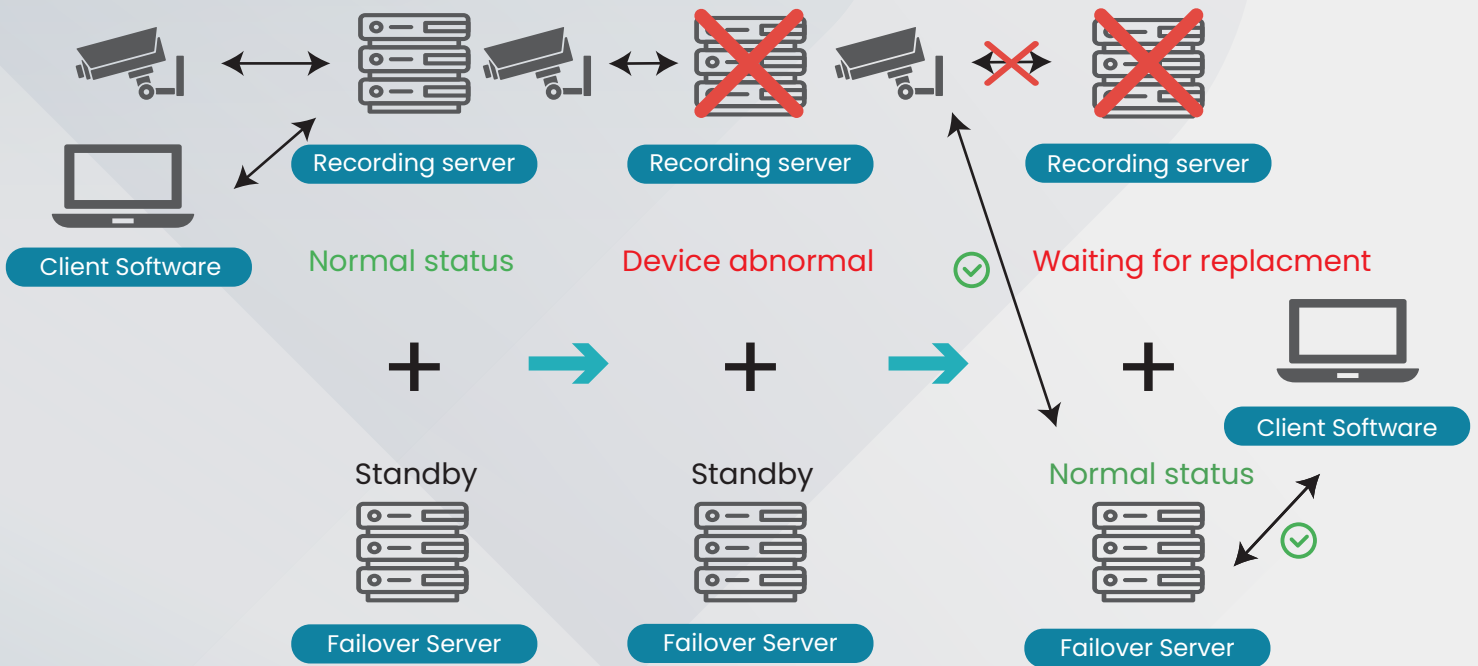 Recording server
Recording server
Recording server
Client Software
Normal status
Device abnormal
Waiting for replacment
Client Software
Standby
Standby
Normal status
Failover Server
Failover Server
Failover Server